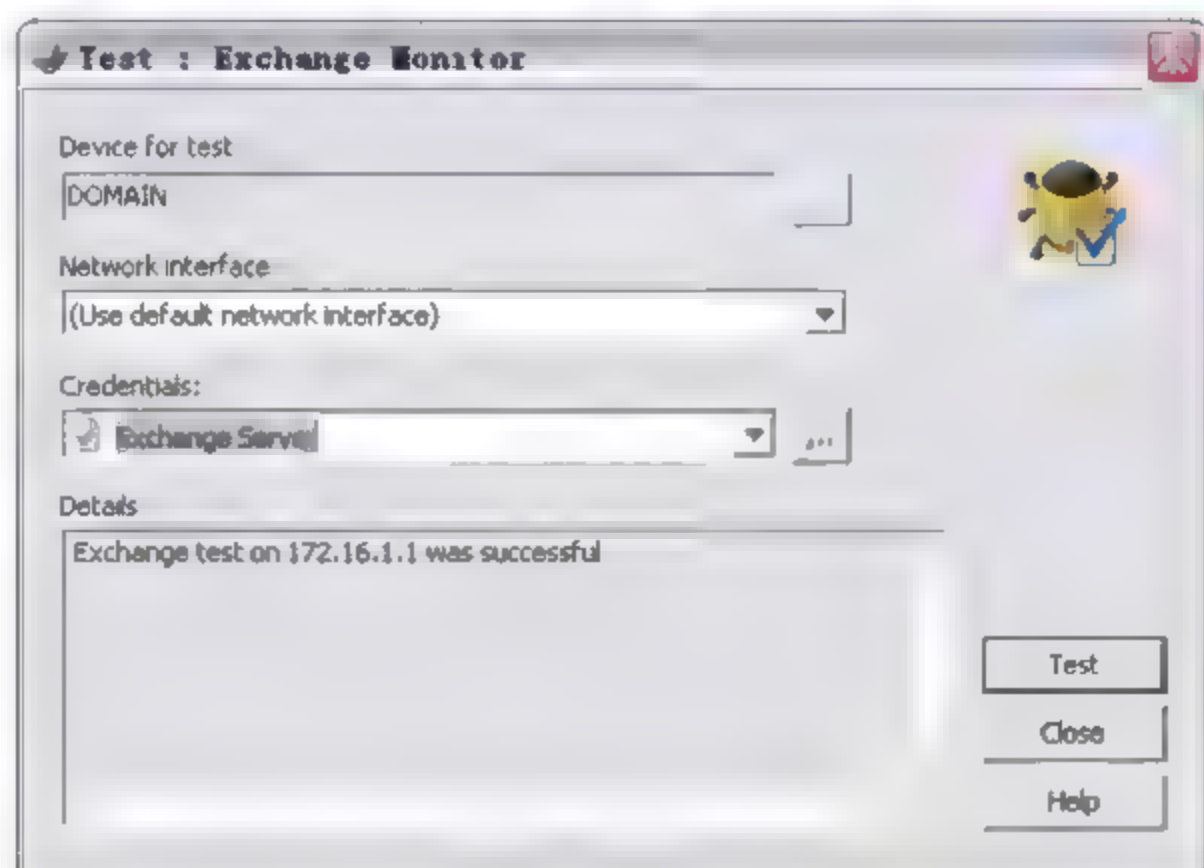 Test : Exchange Monitor
Device for test
DOMAIN
Network interface
(Use default network interface)
Credentials:
Exchange Server
...
Details
Exchange test on 172.16.1.1 was successful
Test
Close
Help